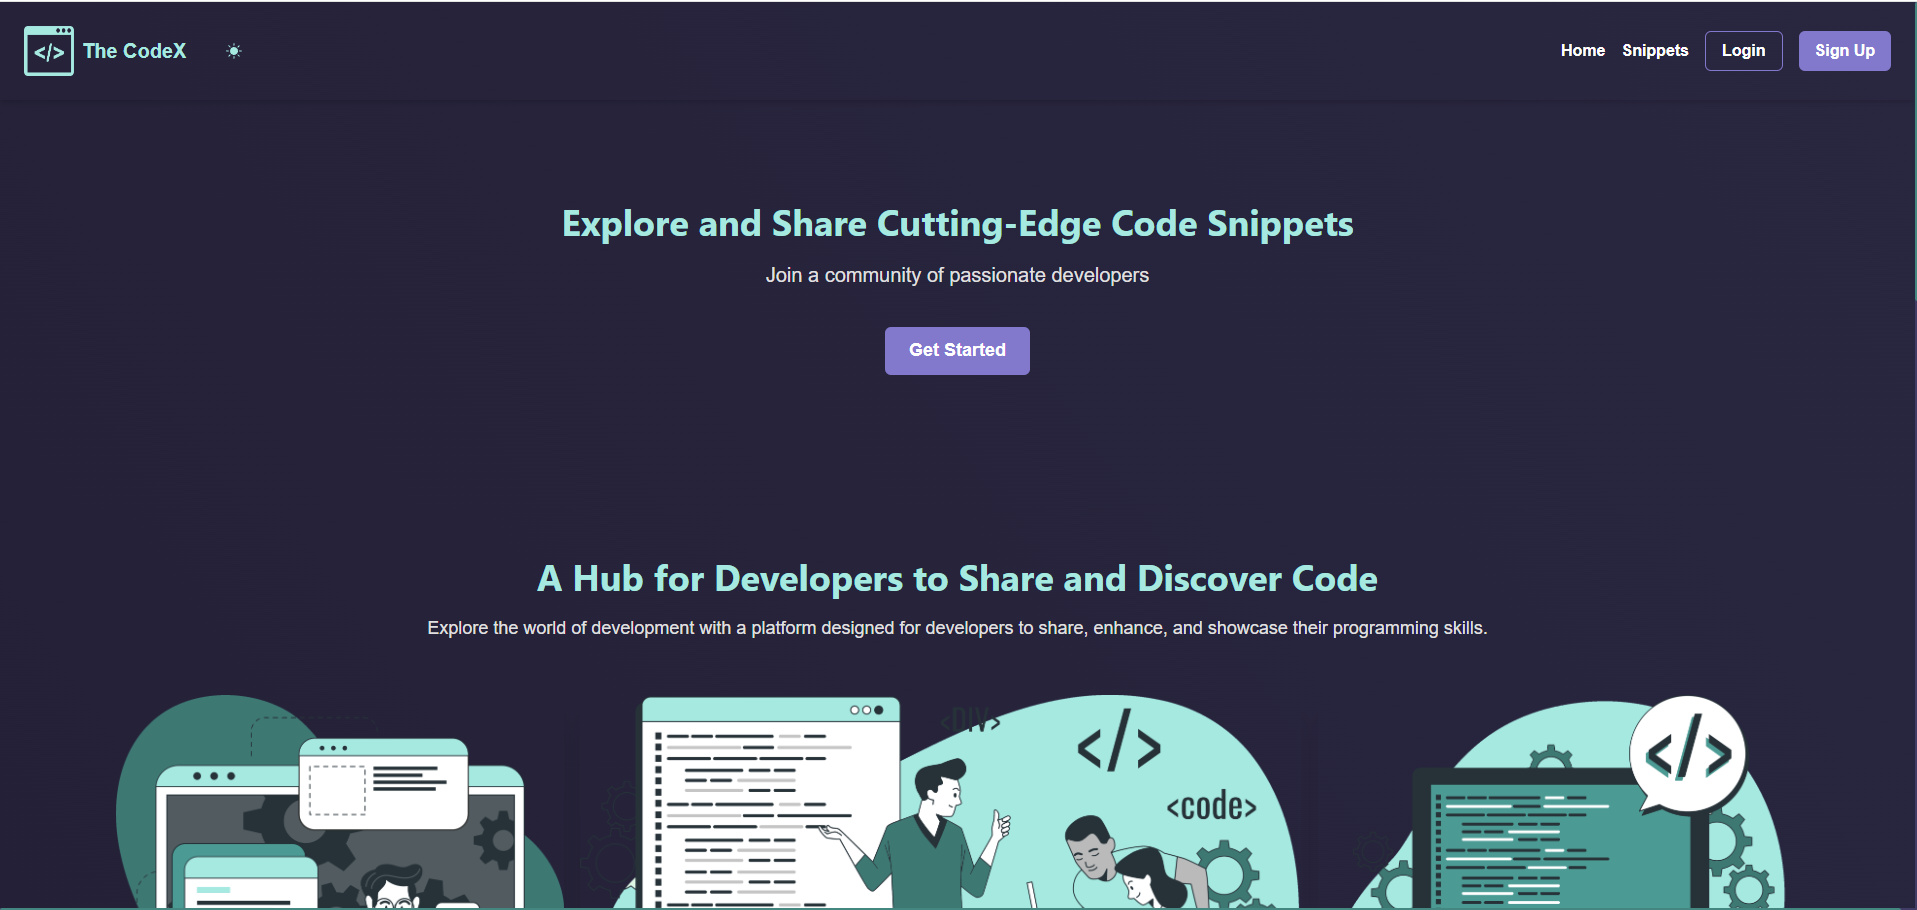 </> The CodeX
Home Snippets Login Sign Up
Explore and Share Cutting-Edge Code Snippets
Join a community of passionate developers
Get Started
A Hub for Developers to Share and Discover Code
Explore the world of development with a platform designed for developers to share, enhance, and showcase their programming skills.
<DIV>
</>
<code>
</>